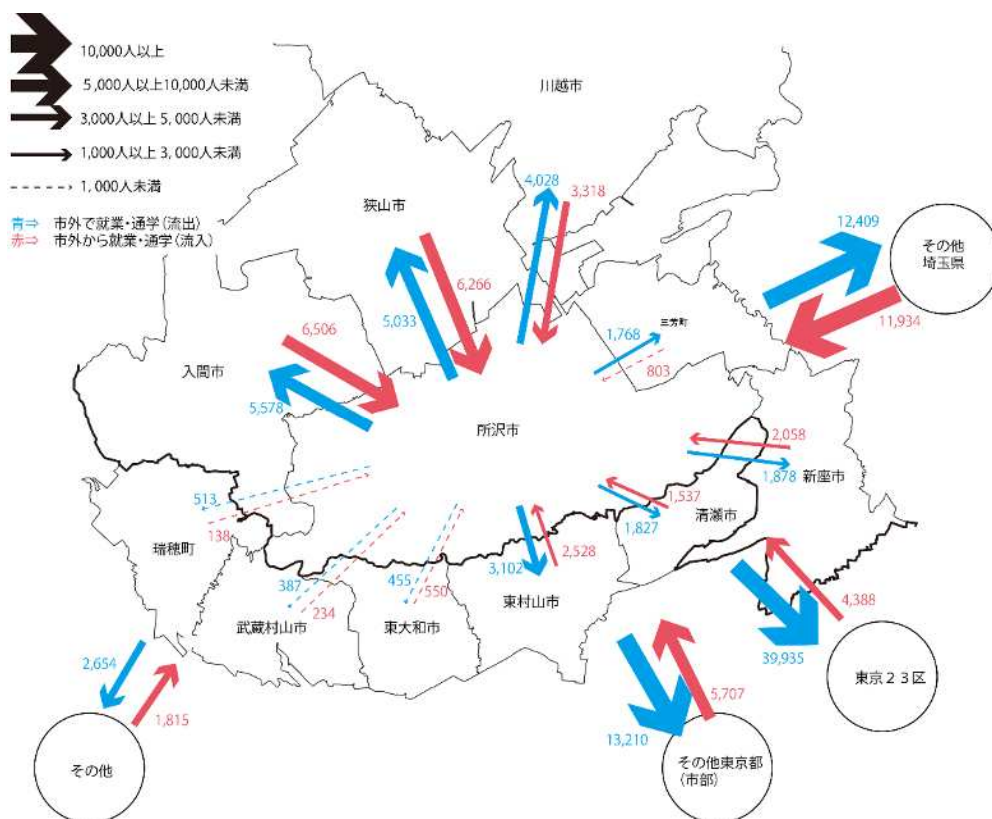 10,000人以上
5,000人以上10,000人未満
3,000人以上5,000人未満
1,000人以上3,000人未満
1,000人未満
青⇒ 市外で就業・通学(流出)
赤⇒ 市外から就業・通学(流入)
川越市
狭山市
4,028
3,318
12,409
その他
埼玉県
11,934
6,266
5,033
6,506
三芳町
1,768
803
入間市
5,578
所沢市
2,058
1,878
新座市
513
138
1,537
1,827
清瀬市
瑞穂町
387
234
455
550
3,102
2,528
武蔵村山市
東大和市
東村山市
4,388
39,935
東京23区
2,654
1,815
5,707
13,210
その他
その他東京都
(市部)